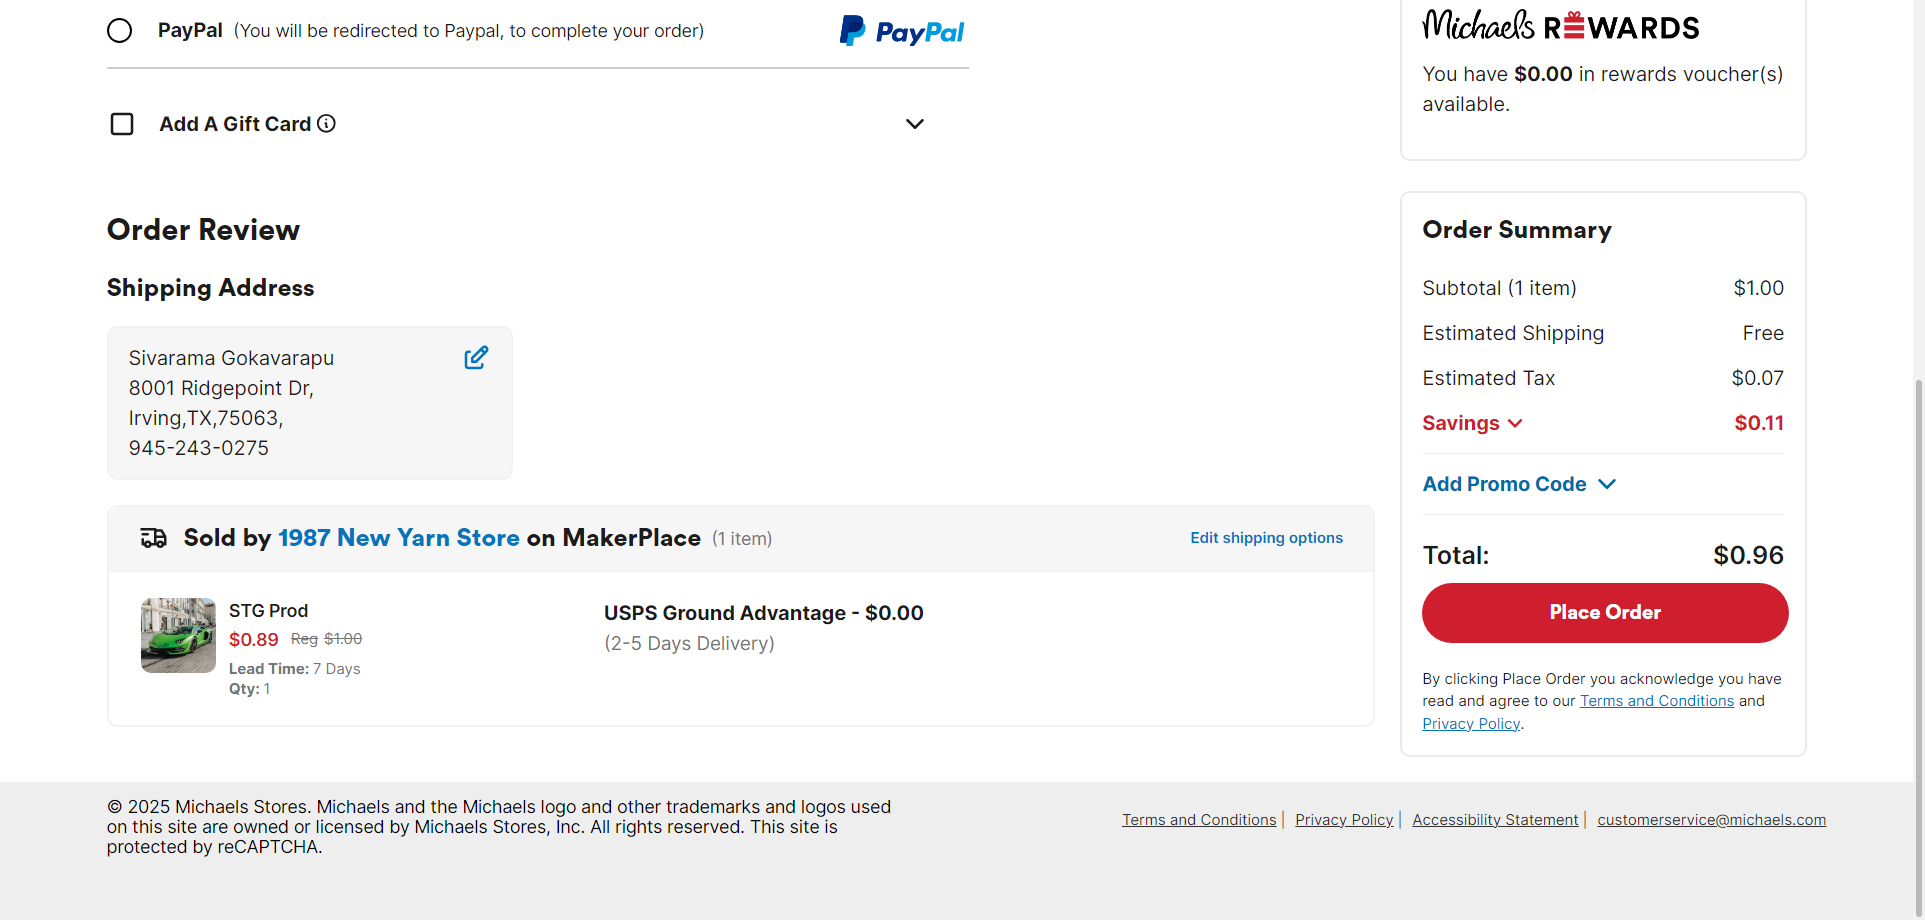 PayPal (You will be redirected to Paypal, to complete your order)
PayPal
Add A Gift Card
Order Review
Shipping Address
Sivarama Gokavarapu
8001 Ridgepoint Dr,
Irving,TX,75063,
945-243-0275
Sold by 1987 New Yarn Store on MakerPlace (1 item)
Edit shipping options
STG Prod
$0.89 Reg $1.00
Lead Time: 7 Days
Qty: 1
USPS Ground Advantage - $0.00
(2-5 Days Delivery)
Michaels REWARDS
You have $0.00 in rewards voucher(s)
available.
Order Summary
Subtotal (1 item) $1.00
Estimated Shipping Free
Estimated Tax $0.07
Savings $0.11
Add Promo Code
Total: $0.96
Place Order
By clicking Place Order you acknowledge you have
read and agree to our Terms and Conditions and
Privacy Policy.
© 2025 Michaels Stores. Michaels and the Michaels logo and other trademarks and logos used
on this site are owned or licensed by Michaels Stores, Inc. All rights reserved. This site is
protected by reCAPTCHA.
Terms and Conditions | Privacy Policy | Accessibility Statement | customerservice@michaels.com